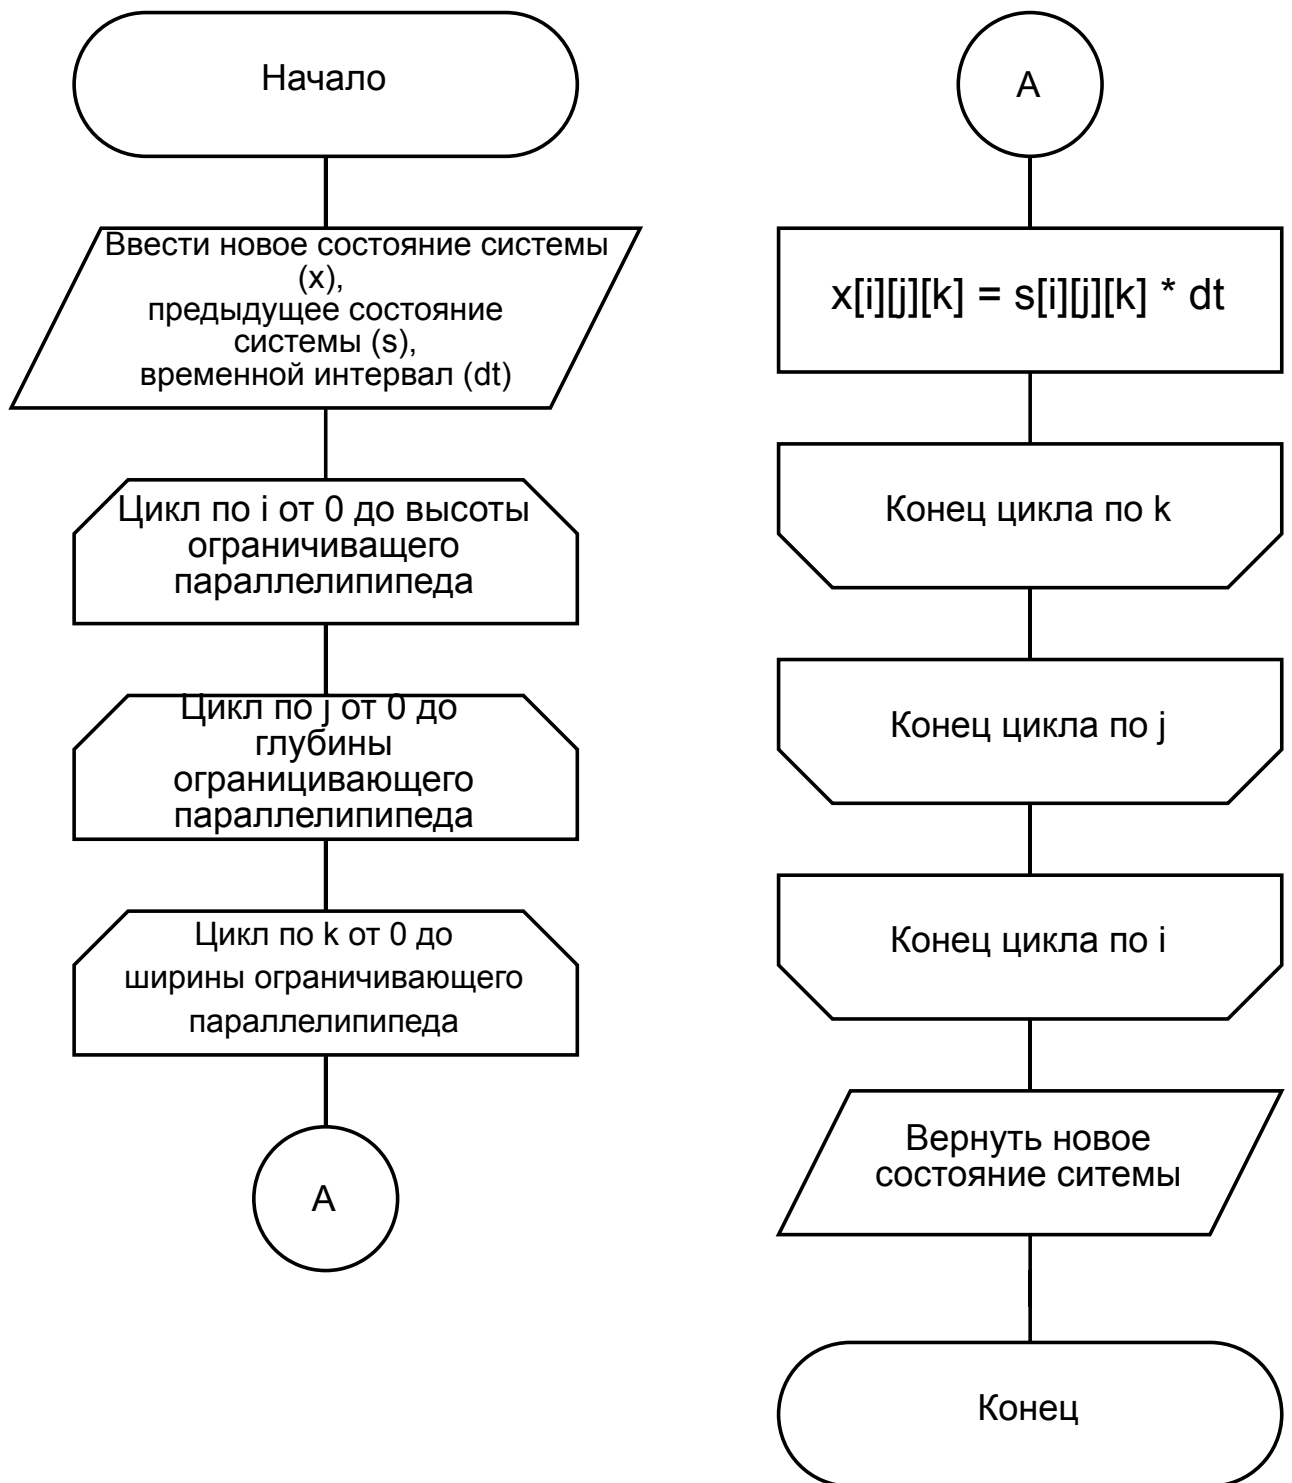 Начало
Ввести новое состояние системы
(x),
предыдущее состояние
системы (s),
временной интервал (dt)
Цикл по i от 0 до высоты
ограничиващего
параллелипипеда
Цикл по j от 0 до
глубины
ограницивающего
параллелипипеда
Цикл по k от 0 до
ширины ограничивающего
параллелипипеда
А
А
x[i][j][k] = s[i][j][k] * dt
Конец цикла по k
Конец цикла по j
Конец цикла по i
Вернуть новое
состояние ситемы
Конец